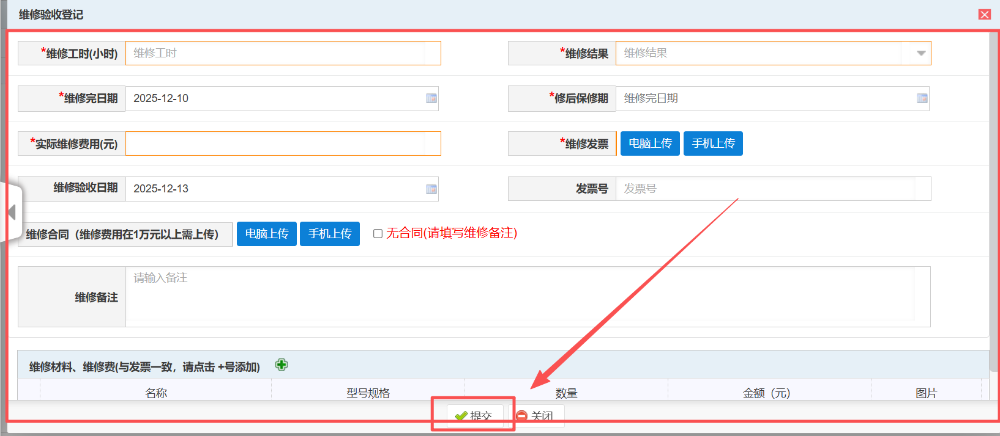 维修验收登记
*维修工时(小时) 维修工时 *维修结果 维修结果
*维修完日期 2025-12-10 *修后保修期 维修完日期
*实际维修费用(元) *维修发票 电脑上传 手机上传
维修验收日期 2025-12-13 发票号 发票号
维修合同（维修费用在1万元以上需上传） 电脑上传 手机上传 无合同(请填写维修备注)
维修备注 请输入备注
维修材料、维修费(与发票一致，请点击 +号添加)
名称 型号规格 数量 金额（元） 图片
提交 关闭